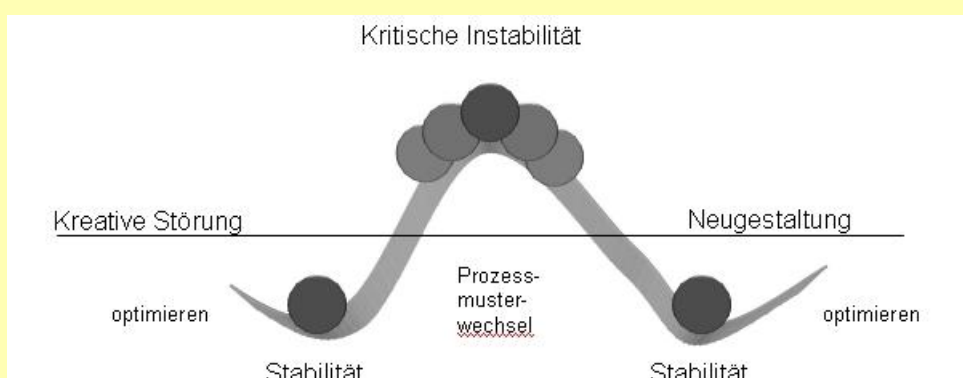 Kritische Instabilität
Kreative Störung
Neugestaltung
Prozess-
muster-
wechsel
optimieren
optimieren
Stabilität
Stabilität